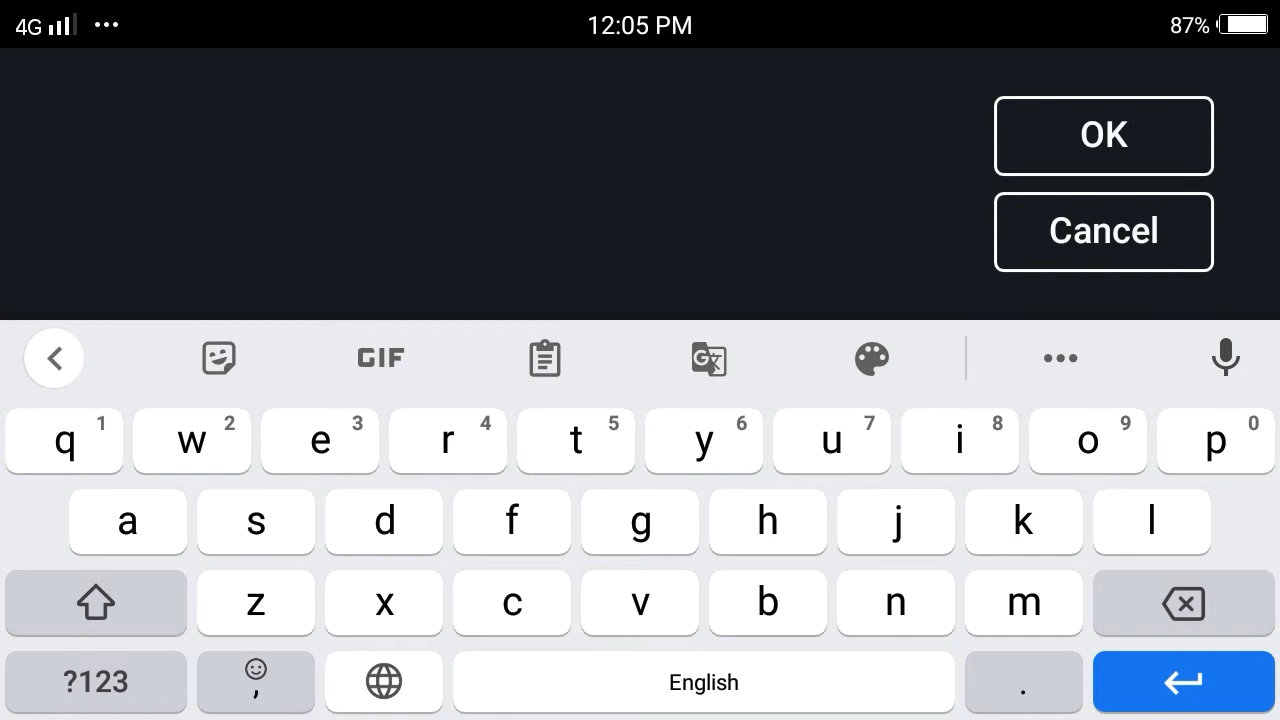 4G 12:05 PM 87%
OK
Cancel
GIF G
q 1 w 2 e 3 r 4 t 5 y 6 u 7 i 8 o 9 p 0
a s d f g h j k l
z x c v b n m
?123 , English .